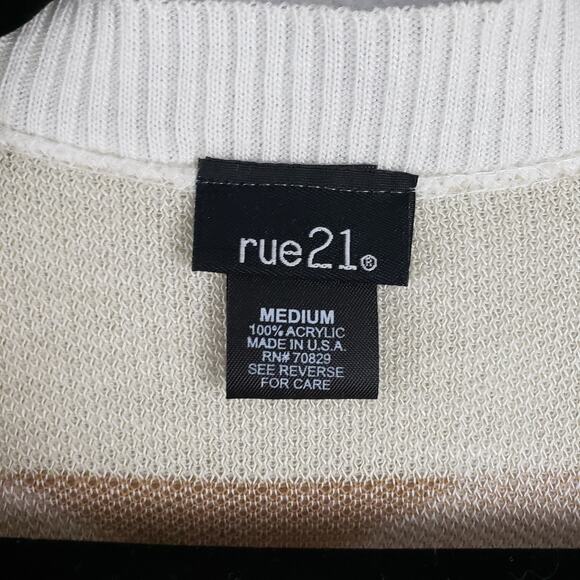 rue21®
MEDIUM
100% ACRYLIC
MADE IN U.S.A.
RN# 70829
SEE REVERSE
FOR CARE